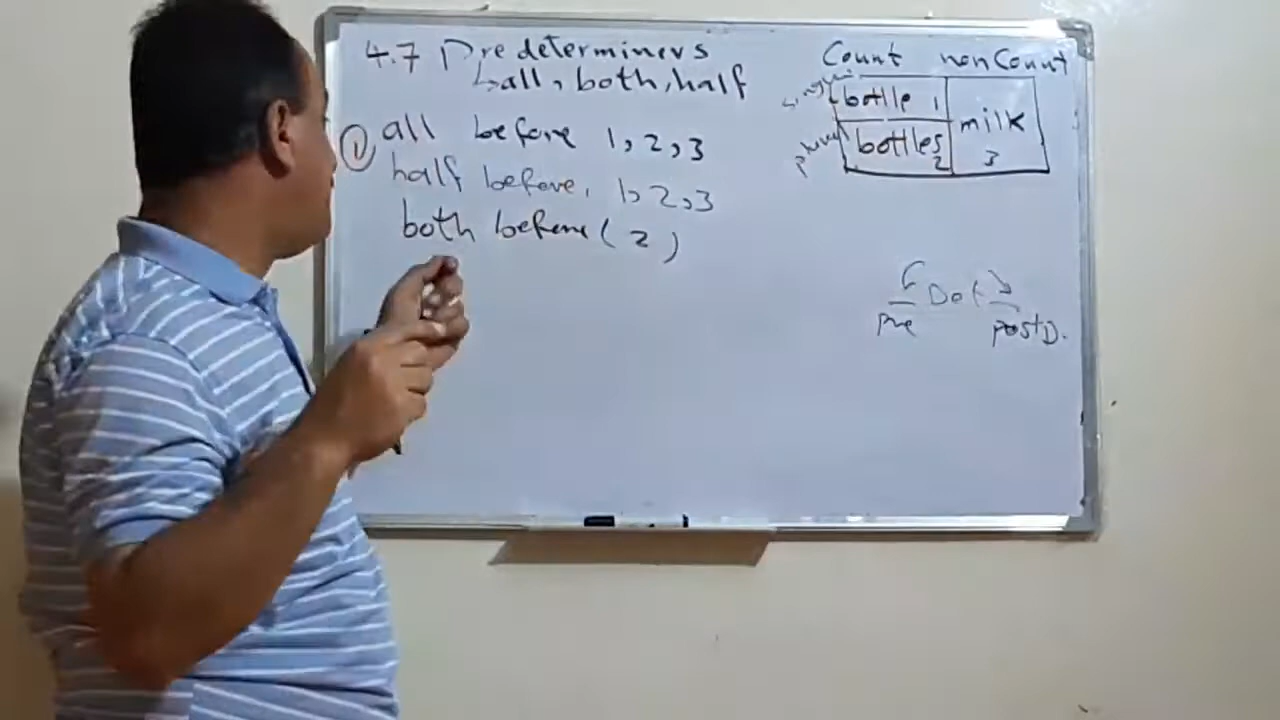 4.7 Predeterminers
all, both, half
① all before 1, 2, 3
half before, 1, 2, 3
both before ( 2 )
Count nonCount
bottle 1
plural bottles 2
milk
3
Det
pre postD.